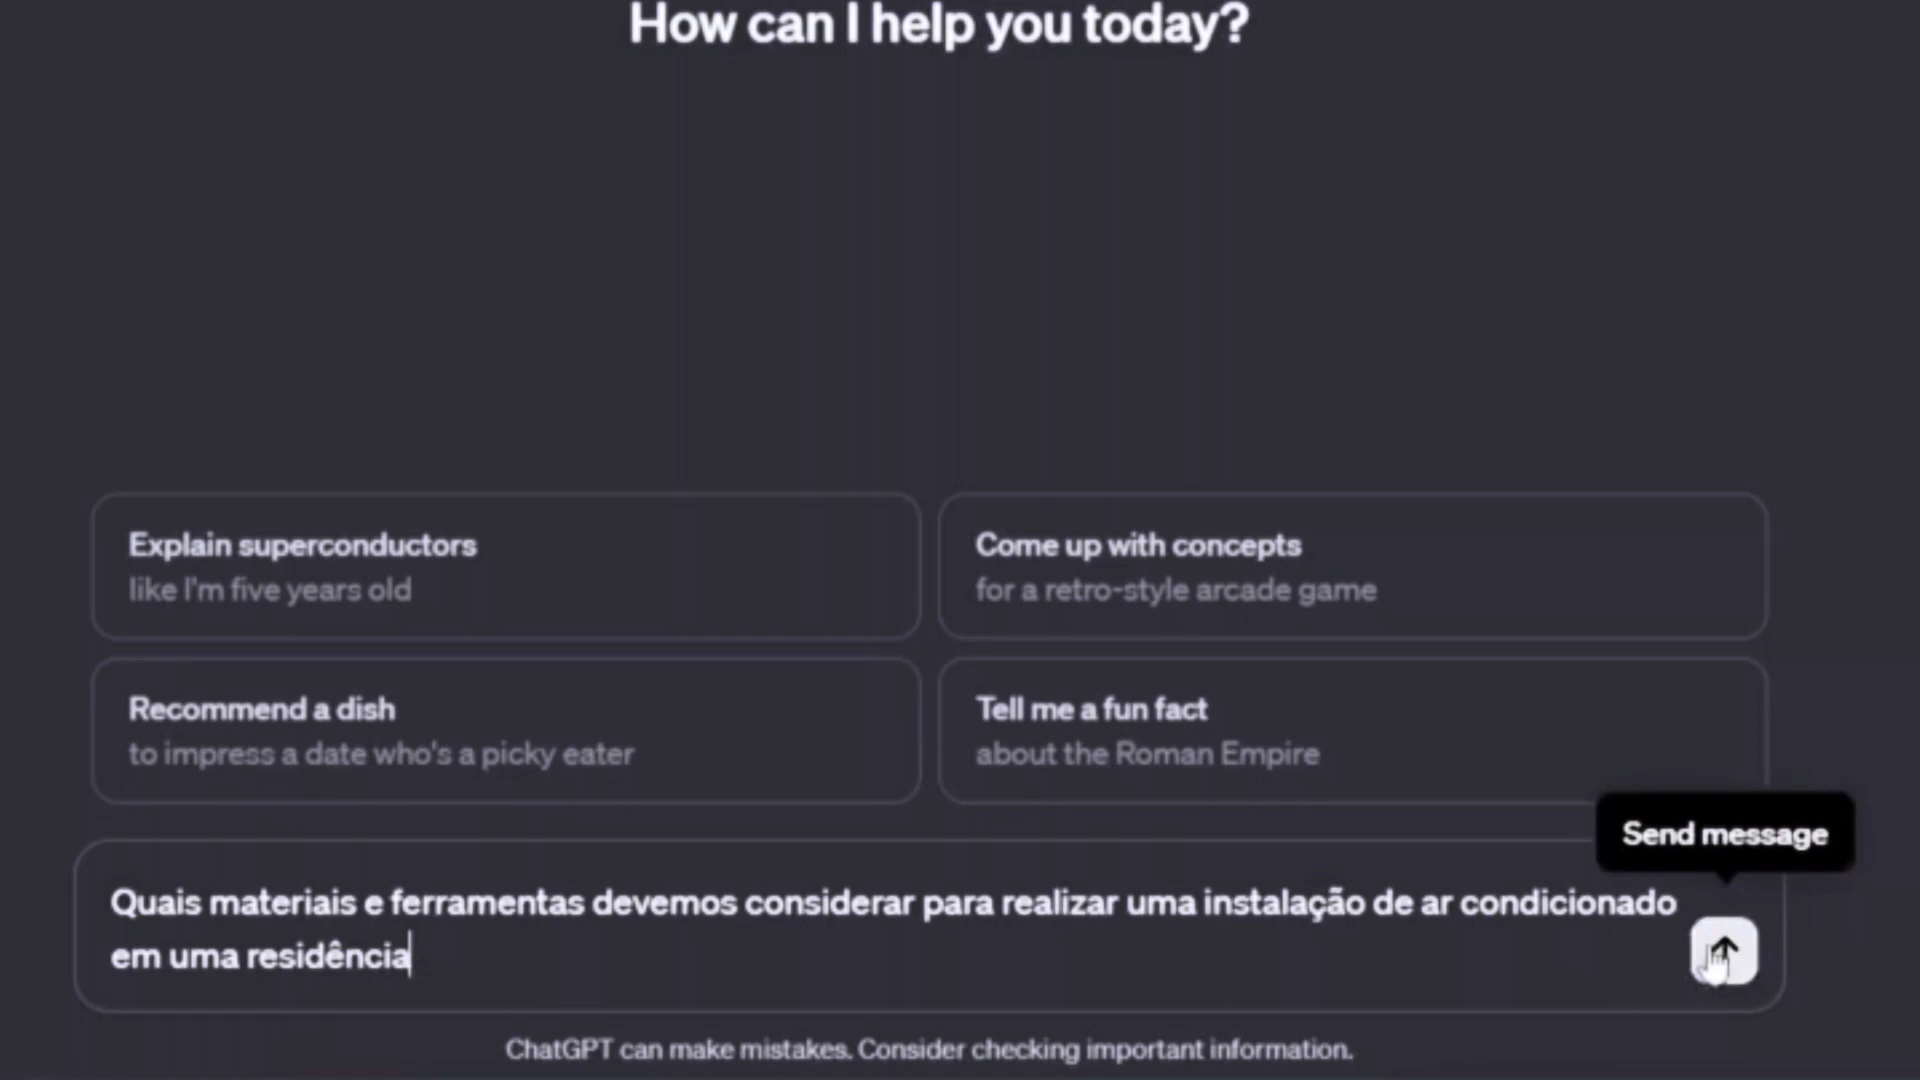 How can I help you today?
Explain superconductors
like I'm five years old
Come up with concepts
for a retro-style arcade game
Recommend a dish
to impress a date who's a picky eater
Tell me a fun fact
about the Roman Empire
Send message
Quais materiais e ferramentas devemos considerar para realizar uma instalação de ar condicionado
em uma residência
ChatGPT can make mistakes. Consider checking important information.